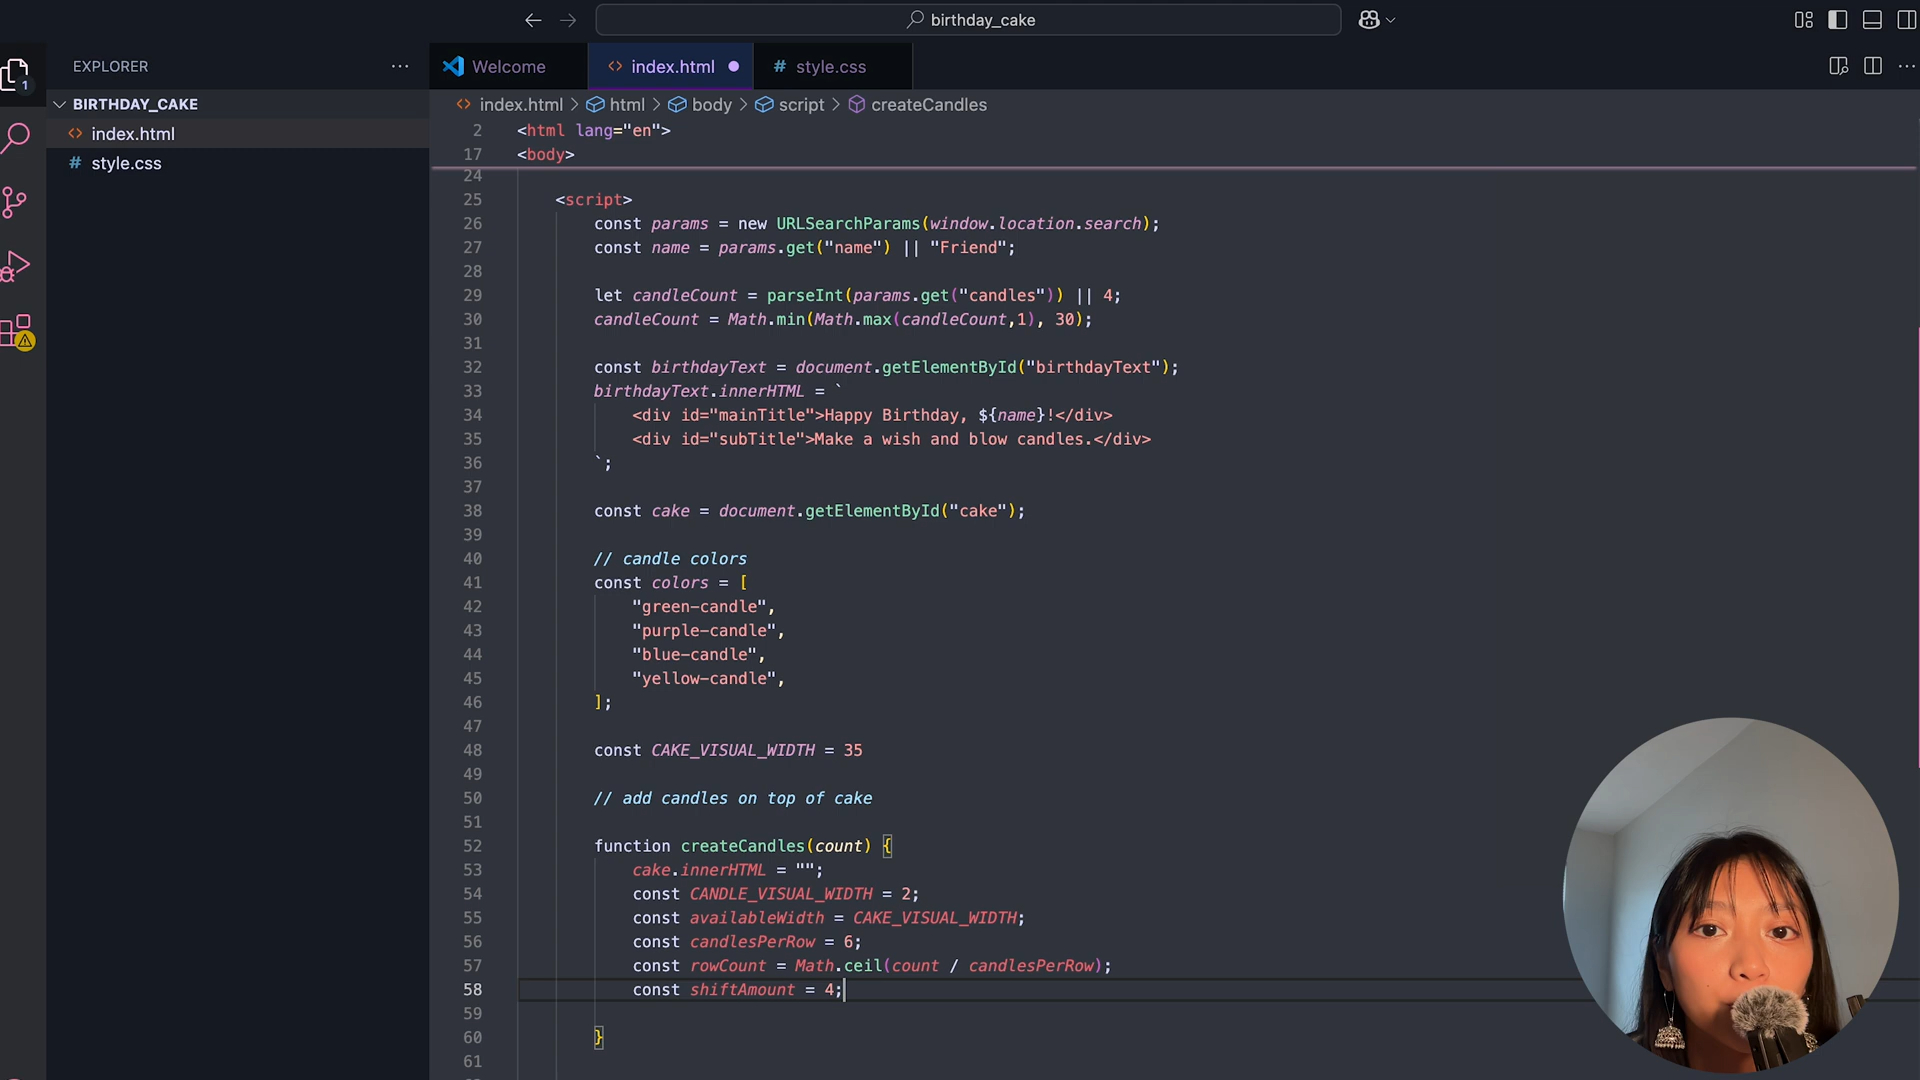 birthday_cake
EXPLORER
BIRTHDAY_CAKE
index.html
# style.css
1
Welcome
index.html
# style.css
index.html > html > body > script > createCandles
2 <html lang="en">
17 <body>
24
25 <script>
26 const params = new URLSearchParams(window.location.search);
27 const name = params.get("name") || "Friend";
28
29 let candleCount = parseInt(params.get("candles")) || 4;
30 candleCount = Math.min(Math.max(candleCount,1), 30);
31
32 const birthdayText = document.getElementById("birthdayText");
33 birthdayText.innerHTML = `
34 <div id="mainTitle">Happy Birthday, ${name}!</div>
35 <div id="subTitle">Make a wish and blow candles.</div>
36 `;
37
38 const cake = document.getElementById("cake");
39
40 // candle colors
41 const colors = [
42 "green-candle",
43 "purple-candle",
44 "blue-candle",
45 "yellow-candle",
46 ];
47
48 const CAKE_VISUAL_WIDTH = 35
49
50 // add candles on top of cake
51
52 function createCandles(count) {
53 cake.innerHTML = "";
54 const CANDLE_VISUAL_WIDTH = 2;
55 const availableWidth = CAKE_VISUAL_WIDTH;
56 const candlesPerRow = 6;
57 const rowCount = Math.ceil(count / candlesPerRow);
58 const shiftAmount = 4;
59
60 }
61